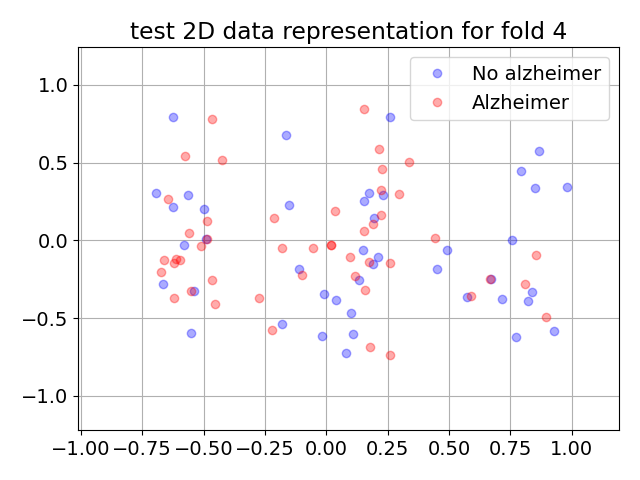 test 2D data representation for fold 4
No alzheimer
Alzheimer
1.0
0.5
0.0
−0.5
−1.0
−1.00 −0.75 −0.50 −0.25 0.00 0.25 0.50 0.75 1.00